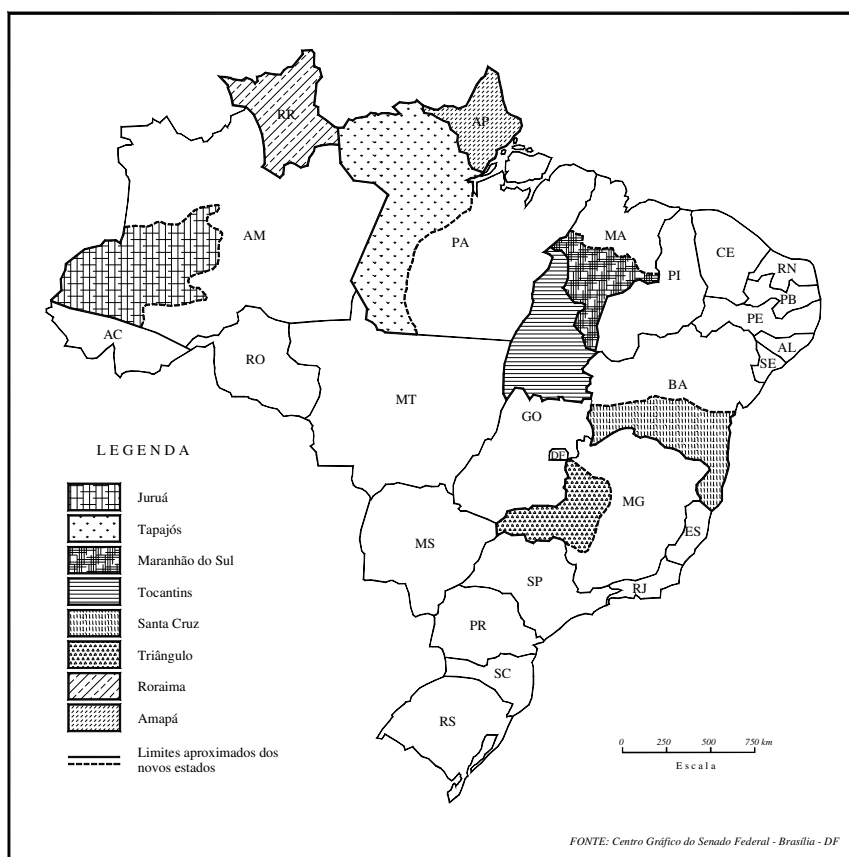 RR
AP
AM
PA
MA
CE
RN
PI
PB
PE
AC
AL
SE
RO
BA
MT
GO
DF
MG
ES
MS
SP
RJ
PR
SC
RS
LEGENDA
Juruá
Tapajós
Maranhão do Sul
Tocantins
Santa Cruz
Triângulo
Roraima
Amapá
Limites aproximados dos
novos estados
0 250 500 750 km
Escala
FONTE: Centro Gráfico do Senado Federal - Brasília - DF